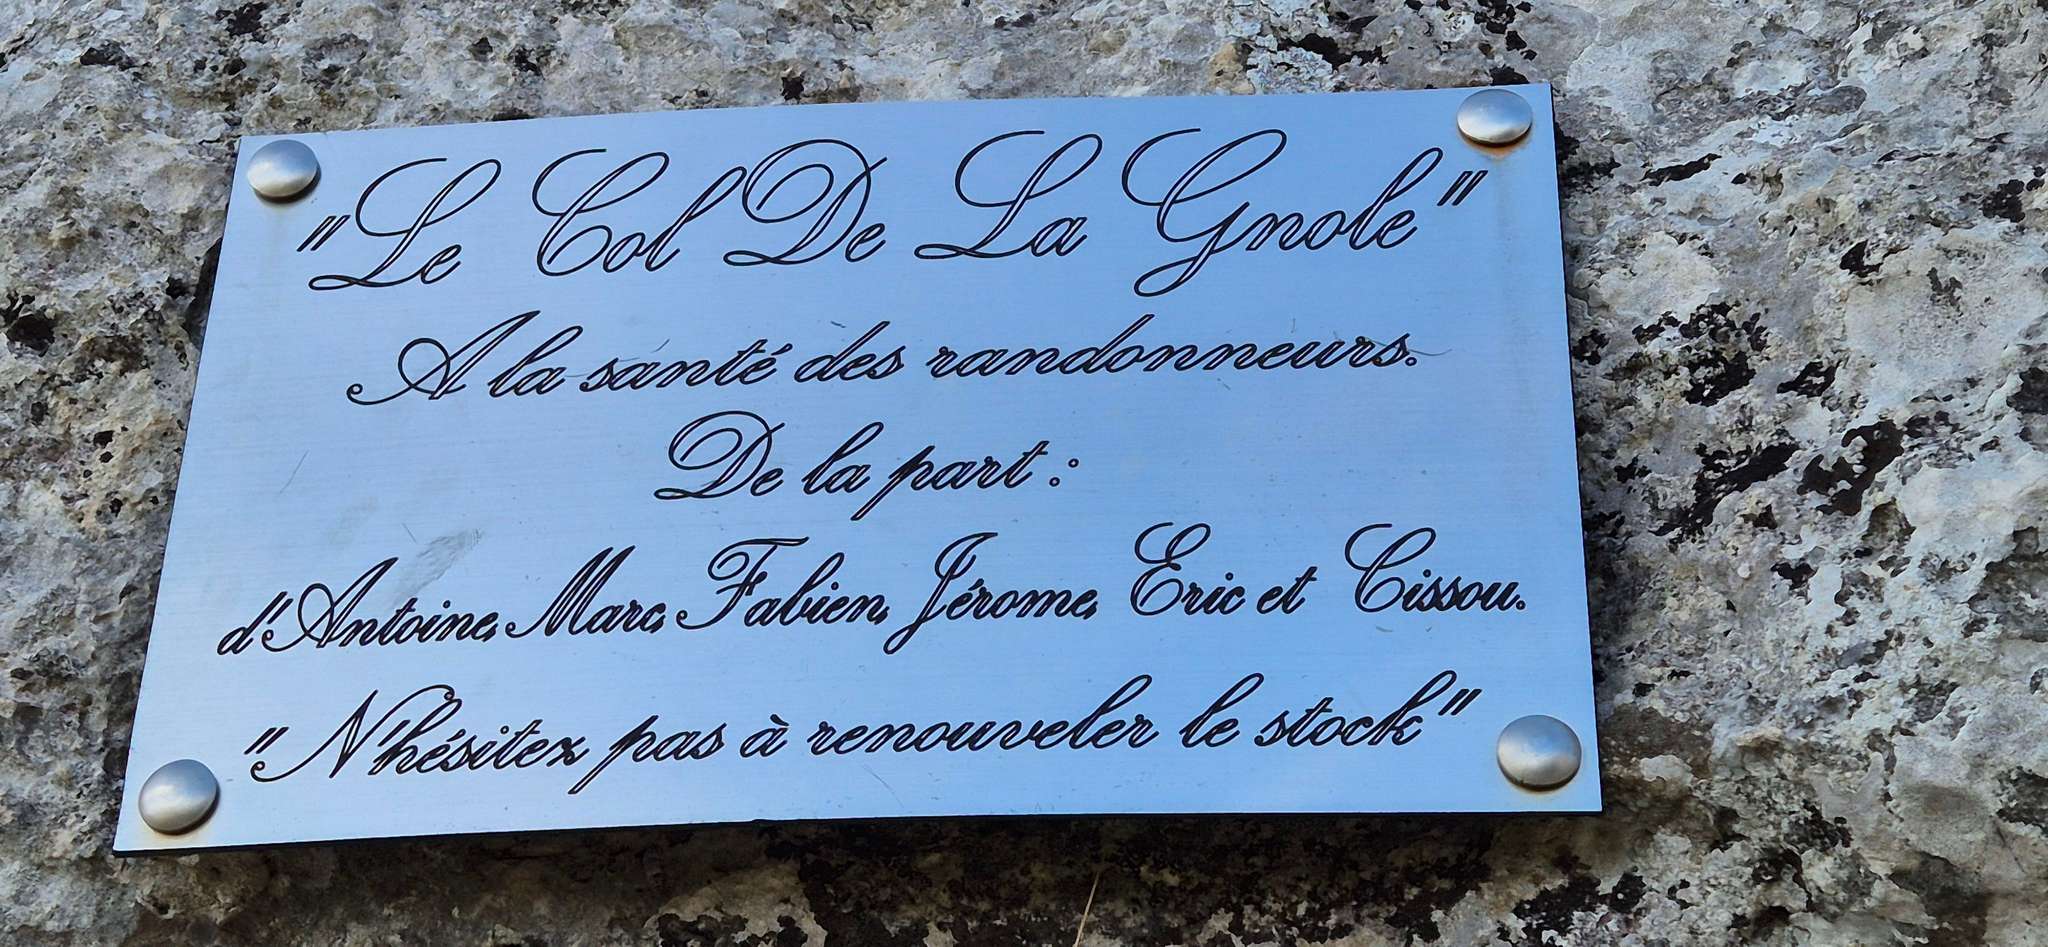 "Le Col De La Gnole"
A la santé des randonneurs.
De la part :
d'Antoine, Marc, Fabien, Jérome, Eric et Cissou.
"N'hésitez pas à renouveler le stock"